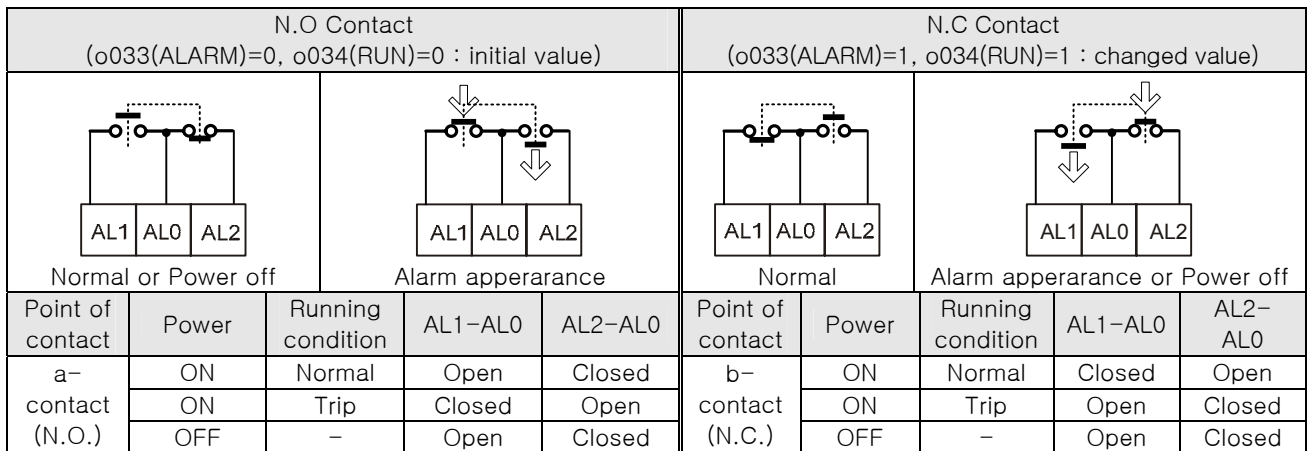 N.O Contact
(o033(ALARM)=0, o034(RUN)=0 : initial value)
N.C Contact
(o033(ALARM)=1, o034(RUN)=1 : changed value)
AL1 AL0 AL2
Normal or Power off
AL1 AL0 AL2
Alarm apperarance
AL1 AL0 AL2
Normal
AL1 AL0 AL2
Alarm apperarance or Power off
Point of contact Power Running condition AL1-AL0 AL2-AL0
a-contact (N.O.) ON Normal Open Closed
ON Trip Closed Open
OFF - Open Closed
Point of contact Power Running condition AL1-AL0 AL2-AL0
b-contact (N.C.) ON Normal Closed Open
ON Trip Open Closed
OFF - Open Closed